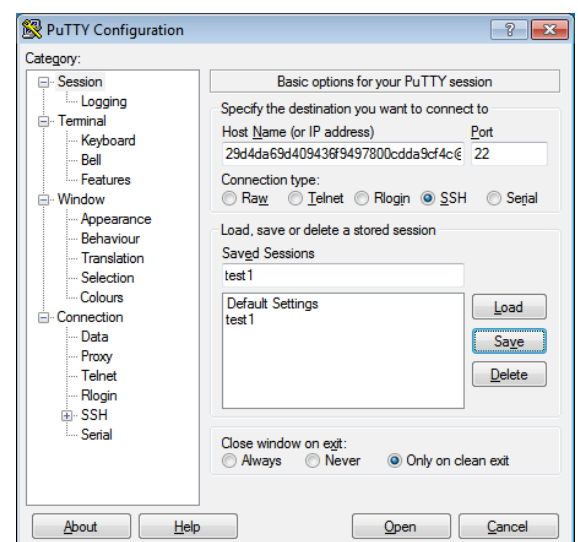 PuTTY Configuration
Category:
Session
Logging
Terminal
Keyboard
Bell
Features
Window
Appearance
Behaviour
Translation
Selection
Colours
Connection
Data
Proxy
Telnet
Rlogin
SSH
Serial
Basic options for your PuTTY session
Specify the destination you want to connect to
Host Name (or IP address) Port
29d4da69d409436f9497800cdda9cf4c@ 22
Connection type:
Raw Telnet Rlogin SSH Serial
Load, save or delete a stored session
Saved Sessions
test1
Default Settings
test1
Load
Save
Delete
Close window on exit:
Always Never Only on clean exit
About Help Open Cancel